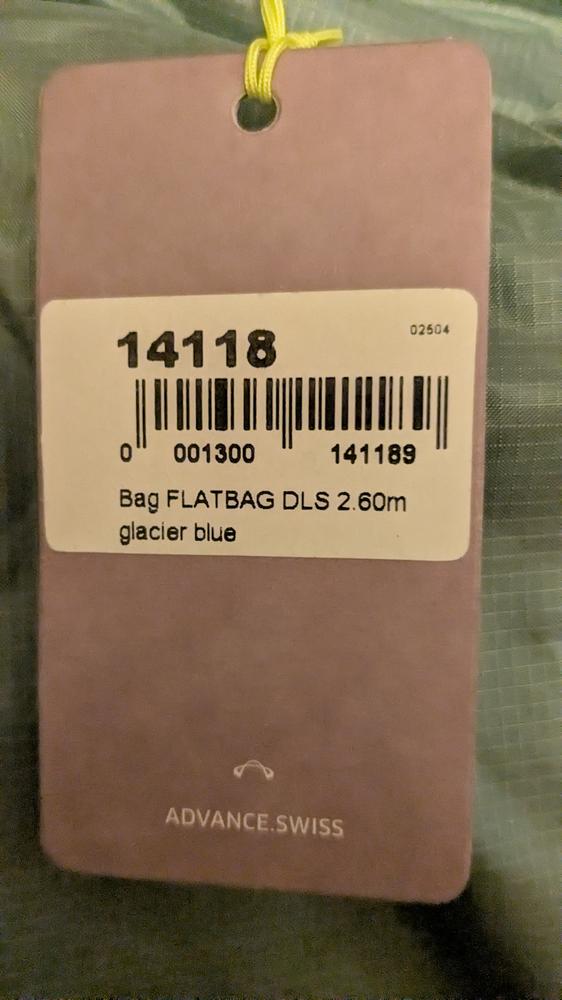 14118
02504
0 001300 141189
Bag FLATBAG DLS 2.60m
glacier blue
ADVANCE.SWISS